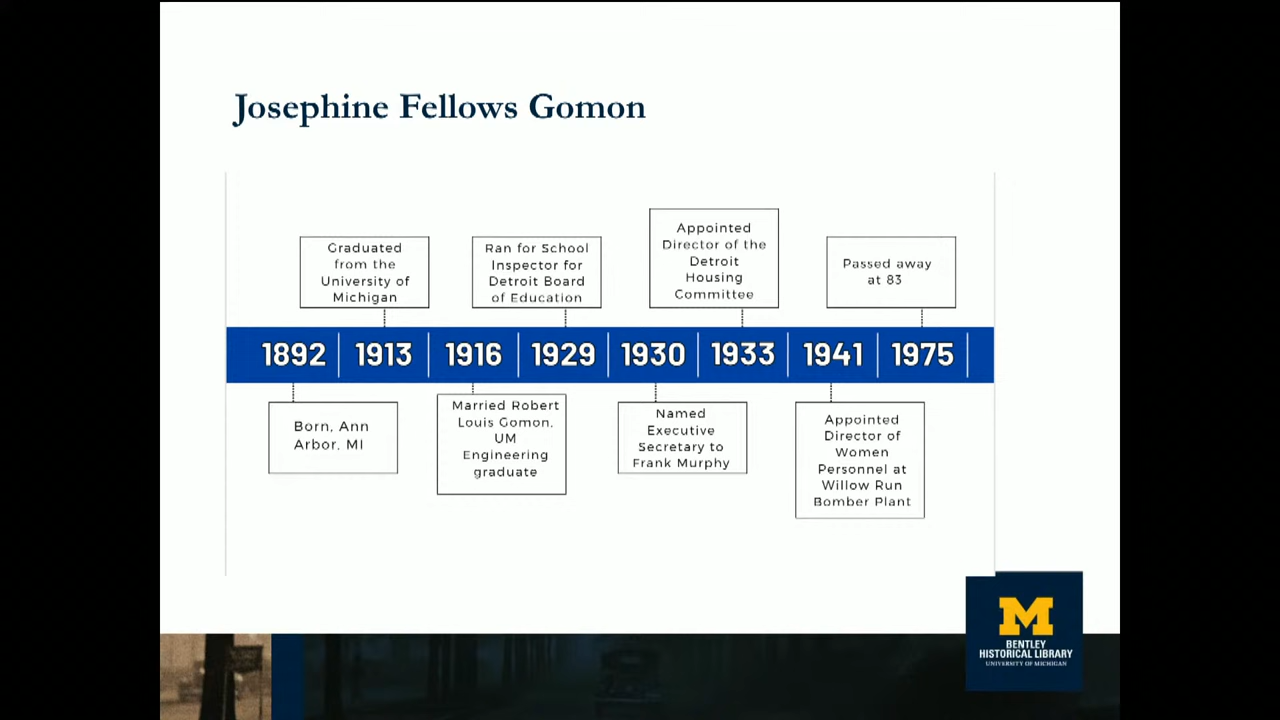 Josephine Fellows Gomon
Graduated
from the
University of
Michigan
Ran for School
Inspector for
Detroit Board
of Education
Appointed
Director of the
Detroit
Housing
Committee
Passed away
at 83
1892 1913 1916 1929 1930 1933 1941 1975
Born, Ann
Arbor, MI
Married Robert
Louis Gomon,
UM
Engineering
graduate
Named
Executive
Secretary to
Frank Murphy
Appointed
Director of
Women
Personnel at
Willow Run
Bomber Plant
M
BENTLEY
HISTORICAL LIBRARY
UNIVERSITY OF MICHIGAN